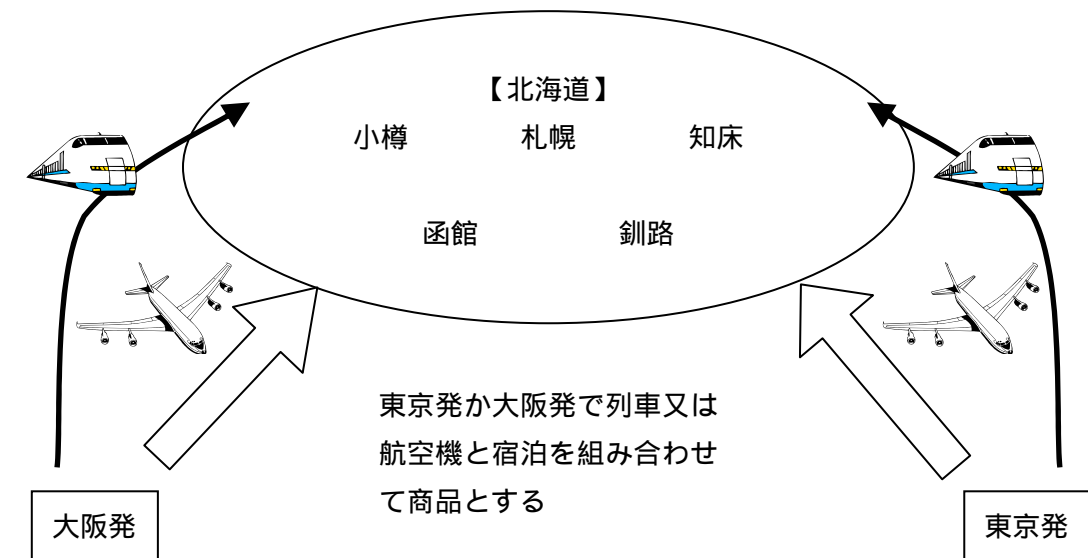 【北海道】
小樽 札幌 知床
函館 釧路
東京発か大阪発で列車又は
航空機と宿泊を組み合わせ
て商品とする
大阪発
東京発